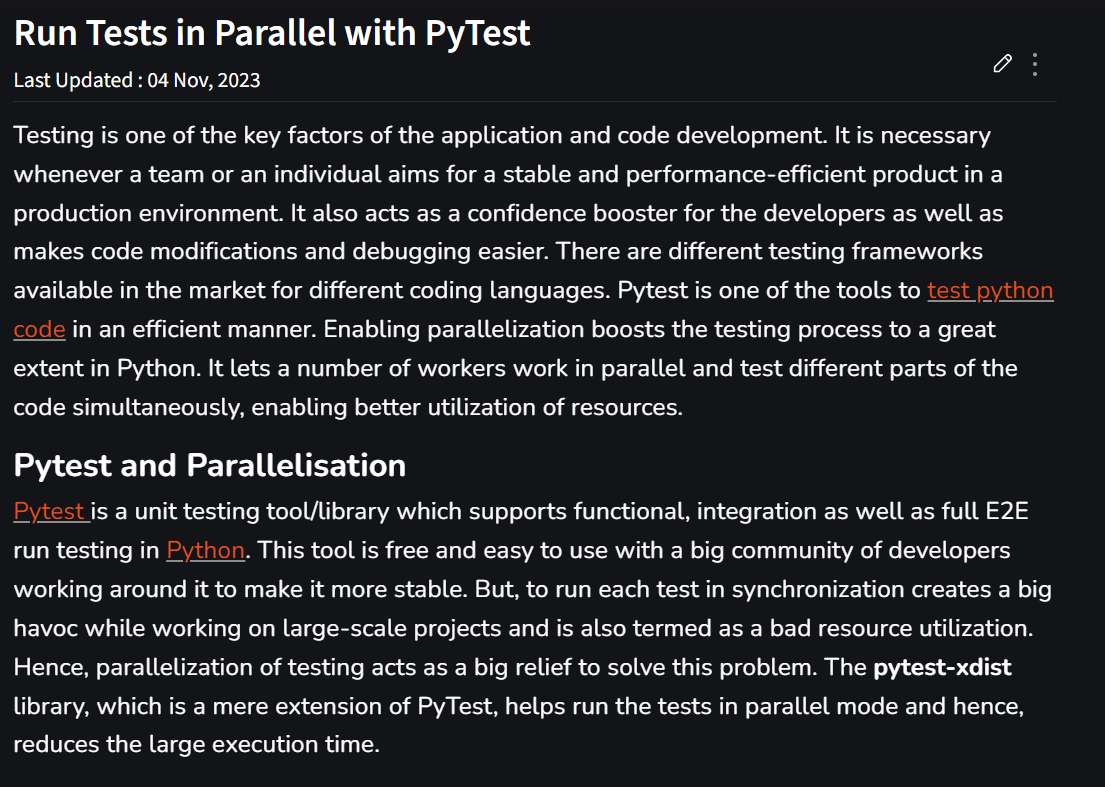 Run Tests in Parallel with PyTest
Last Updated : 04 Nov, 2023
Testing is one of the key factors of the application and code development. It is necessary
whenever a team or an individual aims for a stable and performance-efficient product in a
production environment. It also acts as a confidence booster for the developers as well as
makes code modifications and debugging easier. There are different testing frameworks
available in the market for different coding languages. Pytest is one of the tools to test python
code in an efficient manner. Enabling parallelization boosts the testing process to a great
extent in Python. It lets a number of workers work in parallel and test different parts of the
code simultaneously, enabling better utilization of resources.
Pytest and Parallelisation
Pytest is a unit testing tool/library which supports functional, integration as well as full E2E
run testing in Python. This tool is free and easy to use with a big community of developers
working around it to make it more stable. But, to run each test in synchronization creates a big
havoc while working on large-scale projects and is also termed as a bad resource utilization.
Hence, parallelization of testing acts as a big relief to solve this problem. The pytest-xdist
library, which is a mere extension of PyTest, helps run the tests in parallel mode and hence,
reduces the large execution time.